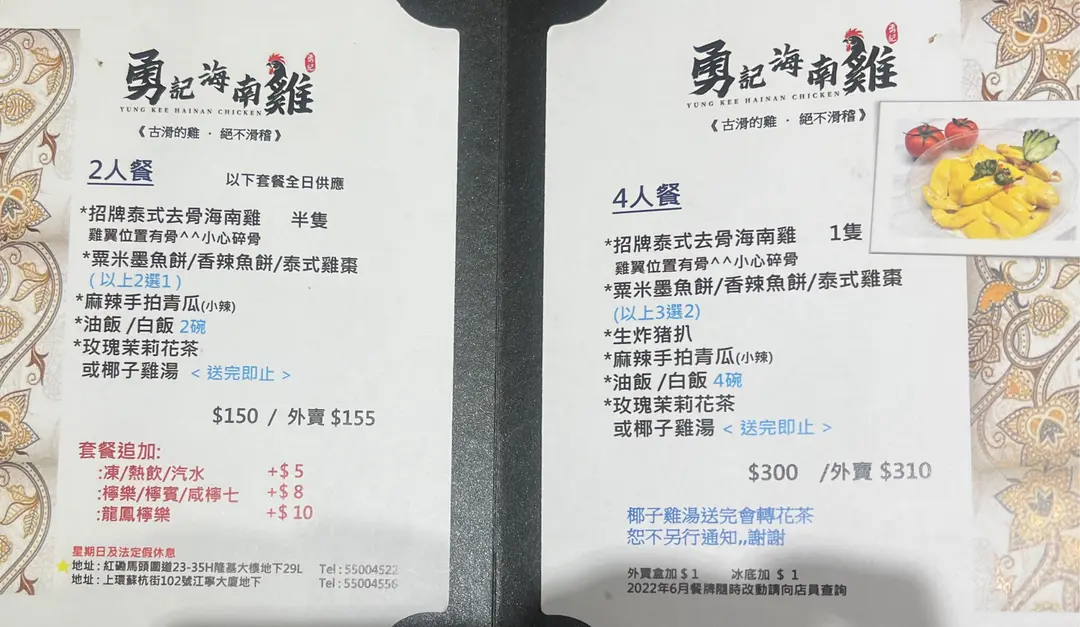 勇記海南雞
勇記
YUNG KEE HAINAN CHICKEN
《古滑的雞 ‧ 絕不滑稽》
2人餐
以下套餐全日供應
*招牌泰式去骨海南雞 半隻
雞翼位置有骨^^小心碎骨
*粟米墨魚餅/香辣魚餅/泰式雞棗
(以上2選1)
*麻辣手拍青瓜(小辣)
*油飯 /白飯 2碗
*玫瑰茉莉花茶
或椰子雞湯 < 送完即止 >
$150 / 外賣 $155
套餐追加:
:凍/熱飲/汽水 +$ 5
:檸樂/檸賓/咸檸七 +$ 8
:龍鳳檸樂 +$ 10
星期日及法定假休息
地址 : 紅磡馬頭圍道23-35H隆基大樓地下29L Tel : 55004522
地址 : 上環蘇杭街102號江寧大廈地下 Tel : 55004556
勇記海南雞
勇記
YUNG KEE HAINAN CHICKEN
《古滑的雞 ‧ 絕不滑稽》
4人餐
*招牌泰式去骨海南雞 1隻
雞翼位置有骨^^小心碎骨
*粟米墨魚餅/香辣魚餅/泰式雞棗
(以上3選2)
*生炸猪扒
*麻辣手拍青瓜(小辣)
*油飯 /白飯 4碗
*玫瑰茉莉花茶
或椰子雞湯 < 送完即止 >
$300 /外賣 $310
椰子雞湯送完會轉花茶
恕不另行通知,,謝謝
外賣盒加 $ 1 冰底加 $ 1
2022年6月餐牌隨時改動請向店員查詢